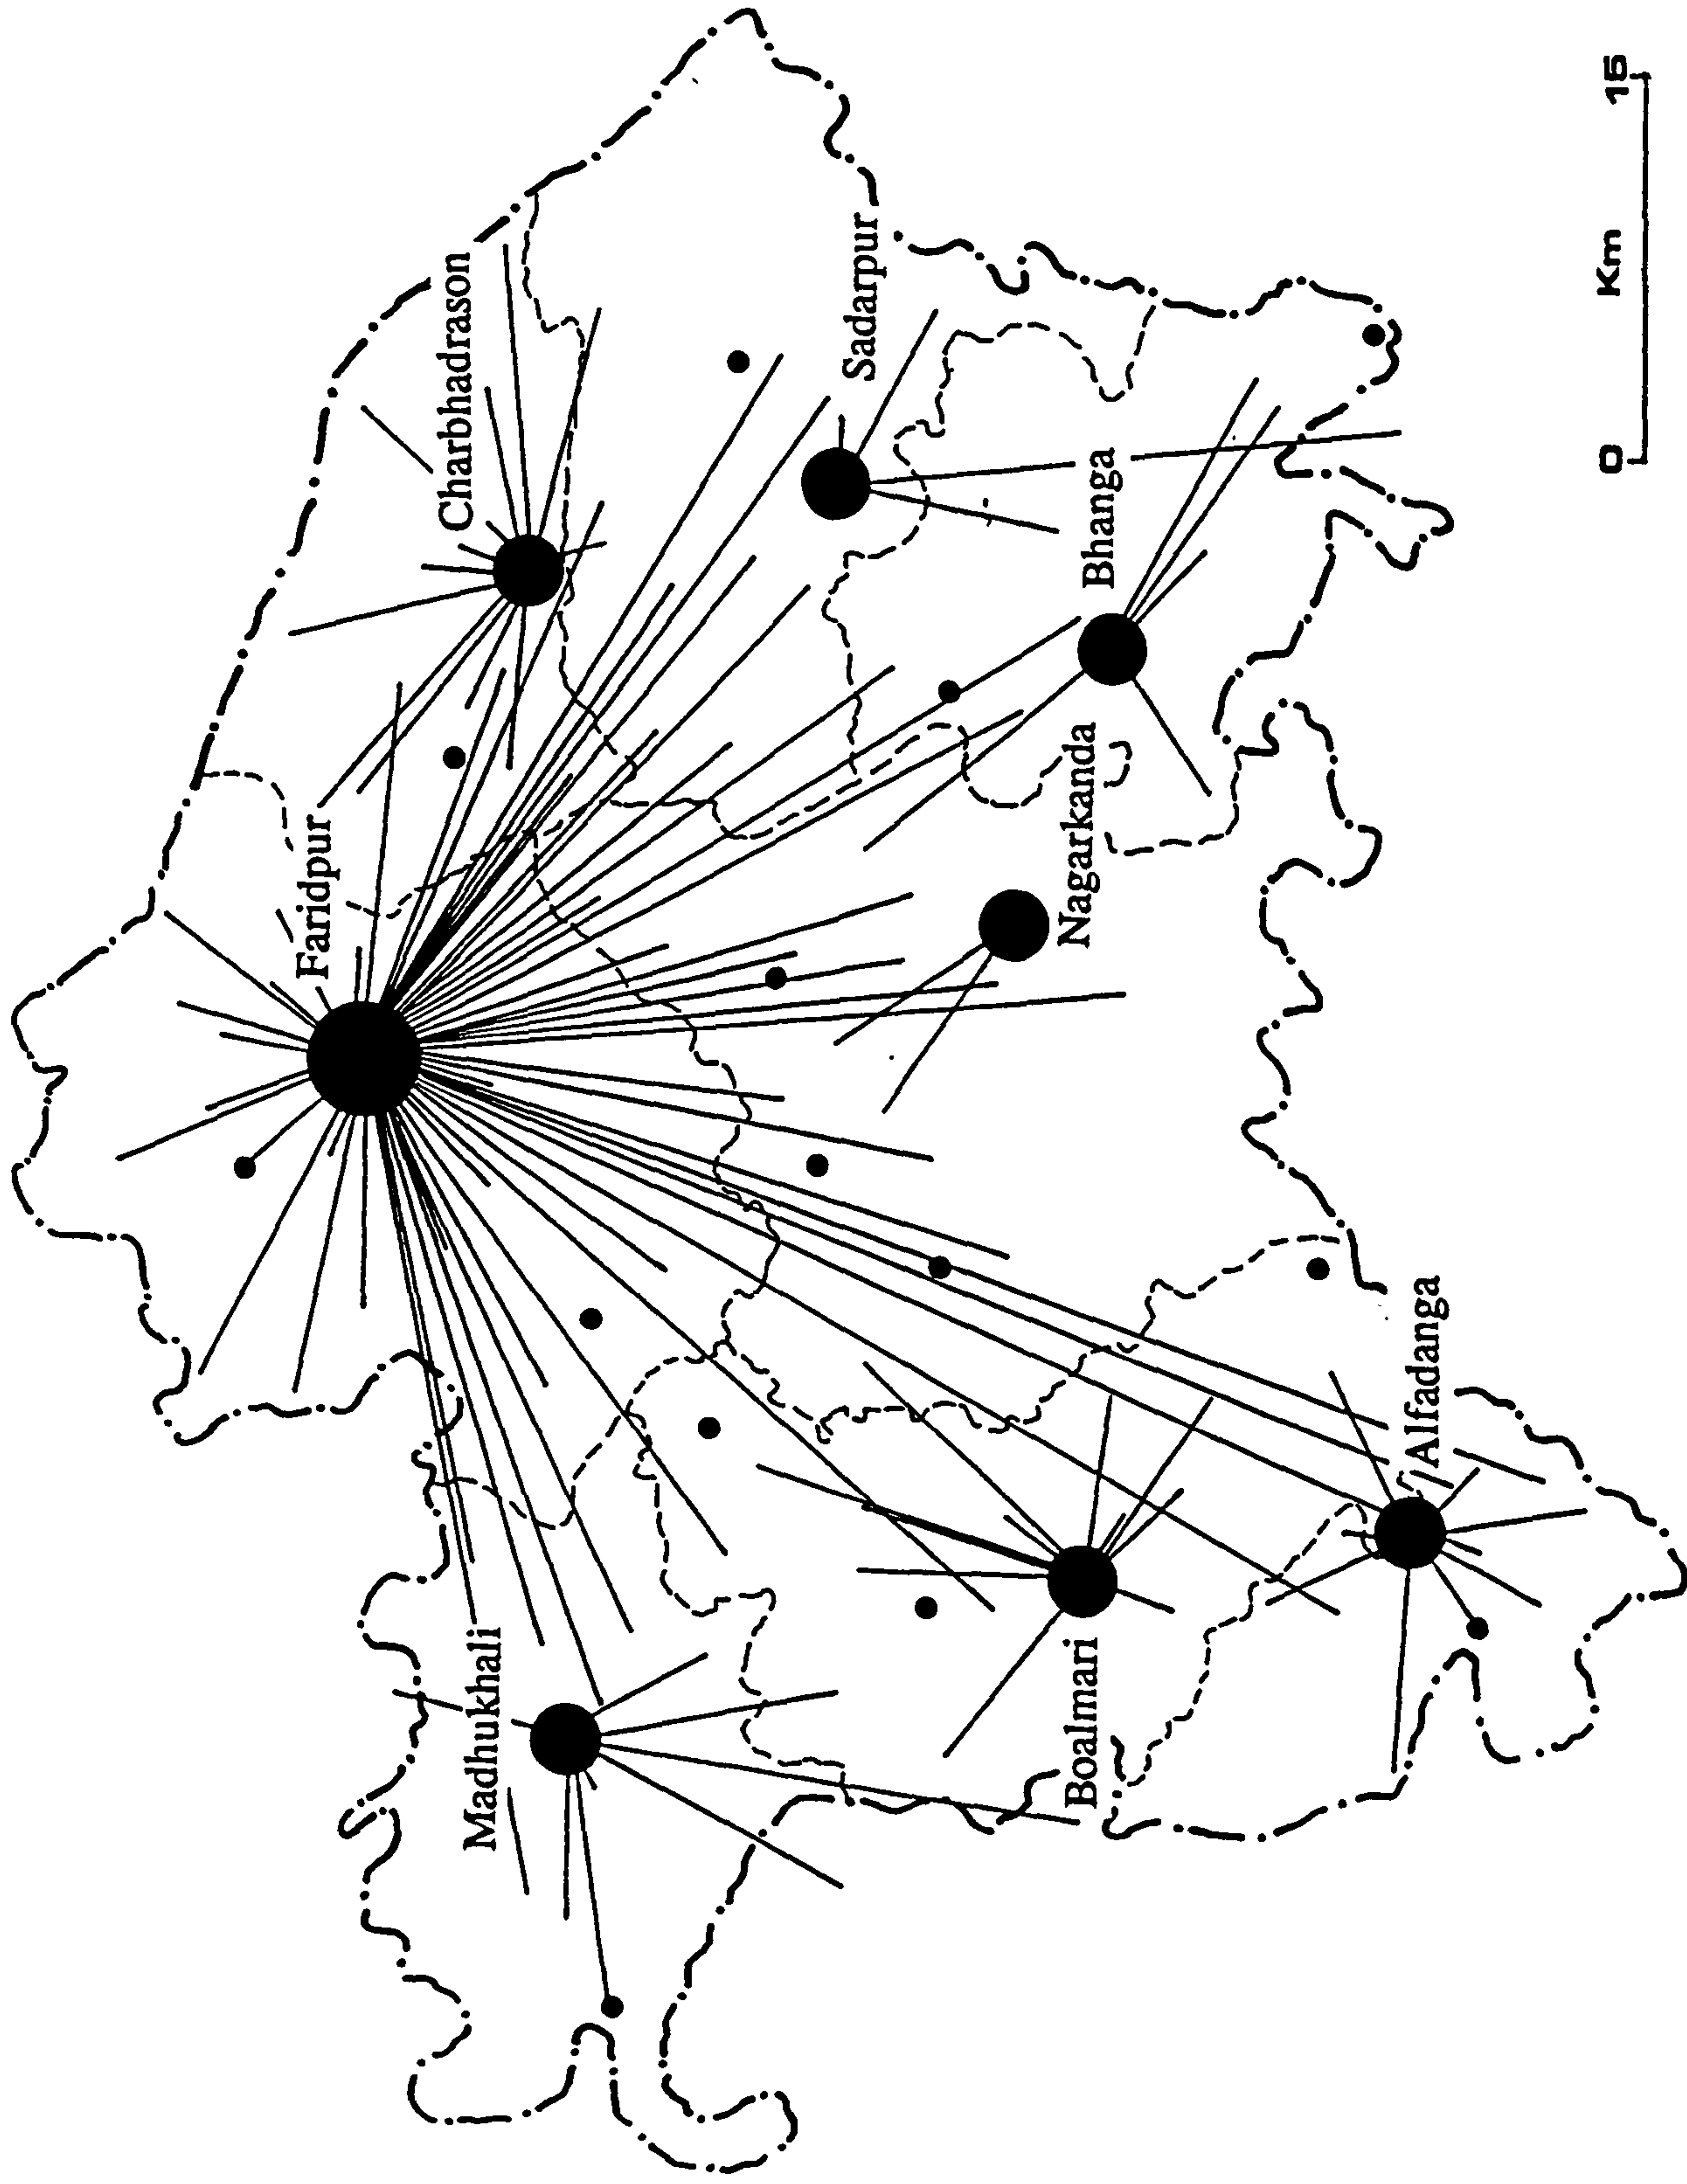 Faridpur
Charbhadrason
Sadarpur
Madhukhali
Nagarkanda
Bhanga
Boalmari
Alfadanga
0 Km 15